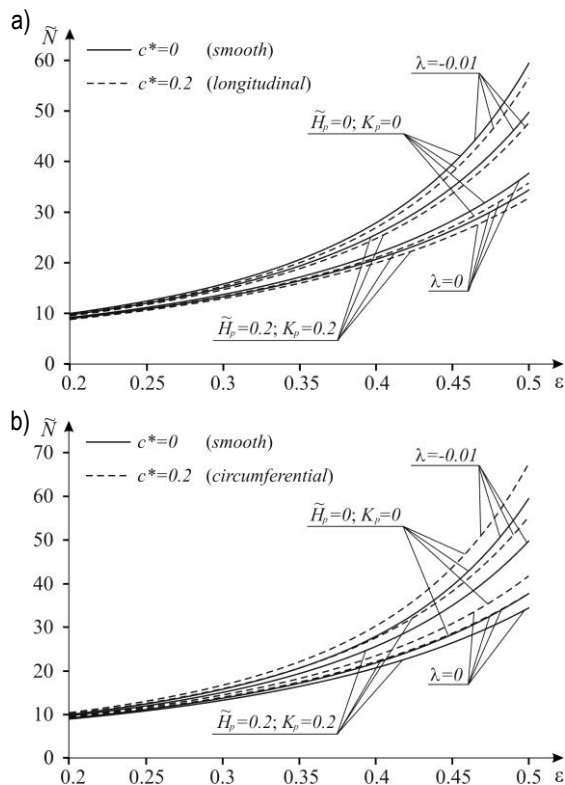 a)
Ñ
c*=0 (smooth)
c*=0.2 (longitudinal)
λ=-0.01
H̃ₚ=0; Kₚ=0
λ=0
H̃ₚ=0.2; Kₚ=0.2
60
50
40
30
20
10
0
0.2 0.25 0.3 0.35 0.4 0.45 0.5 ε
b)
Ñ
c*=0 (smooth)
c*=0.2 (circumferential)
λ=-0.01
H̃ₚ=0; Kₚ=0
λ=0
H̃ₚ=0.2; Kₚ=0.2
70
60
50
40
30
20
10
0
0.2 0.25 0.3 0.35 0.4 0.45 0.5 ε